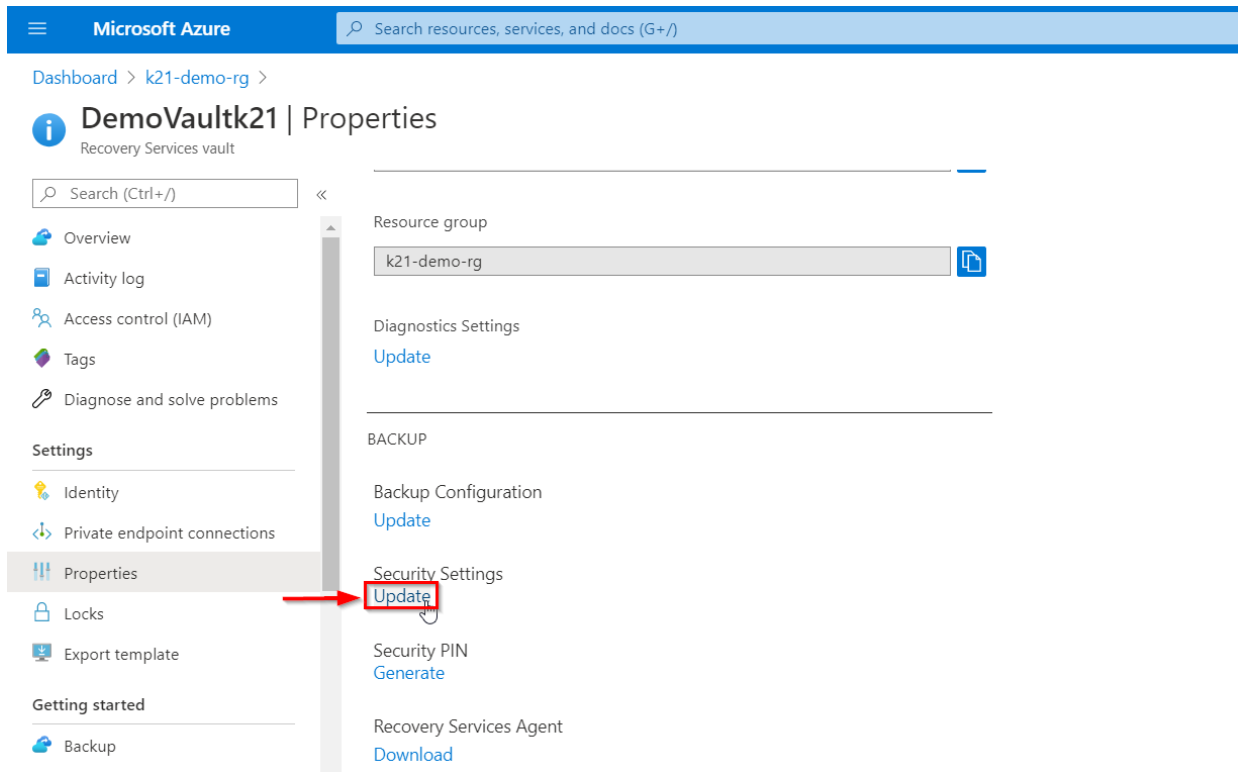 Microsoft Azure
Search resources, services, and docs (G+/)
Dashboard > k21-demo-rg >
DemoVaultk21 | Properties
Recovery Services vault
Search (Ctrl+/)
«
Overview
Activity log
Access control (IAM)
Tags
Diagnose and solve problems
Settings
Identity
Private endpoint connections
Properties
Locks
Export template
Getting started
Backup
Resource group
k21-demo-rg
Diagnostics Settings
Update
BACKUP
Backup Configuration
Update
Security Settings
Update
Security PIN
Generate
Recovery Services Agent
Download